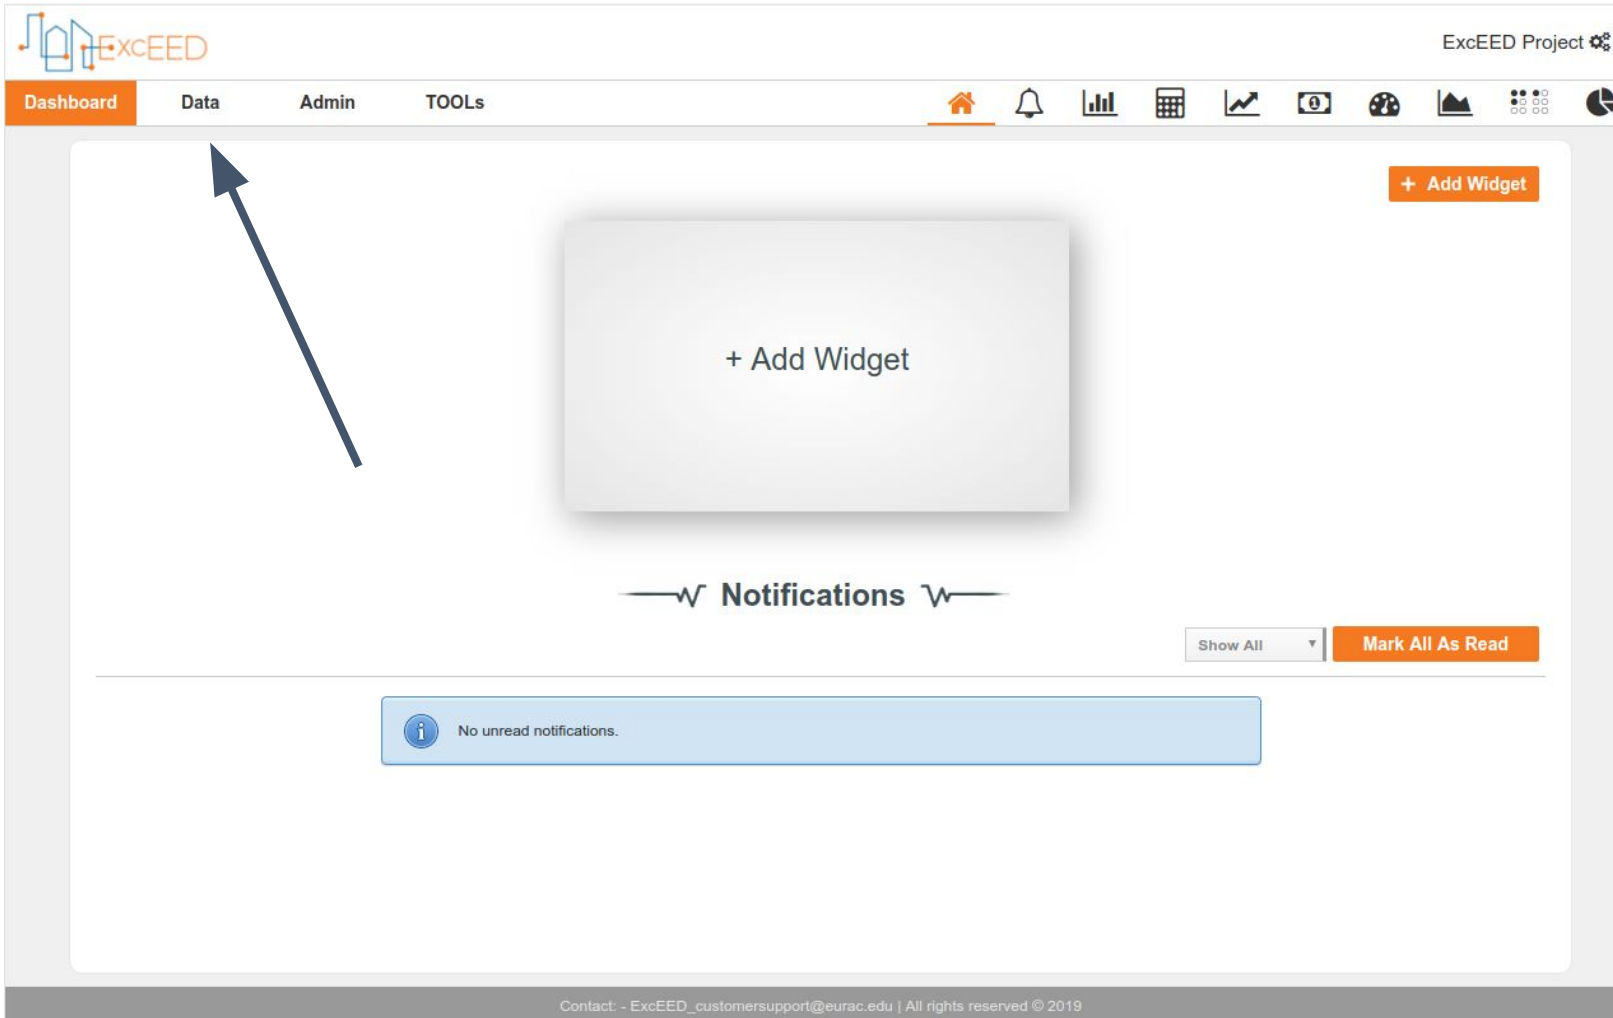 EXCEED
ExcEED Project
Dashboard Data Admin TOOLs
+ Add Widget
+ Add Widget
Notifications
Show All Mark All As Read
No unread notifications.
Contact: - ExcEED_customersupport@eurac.edu | All rights reserved © 2019